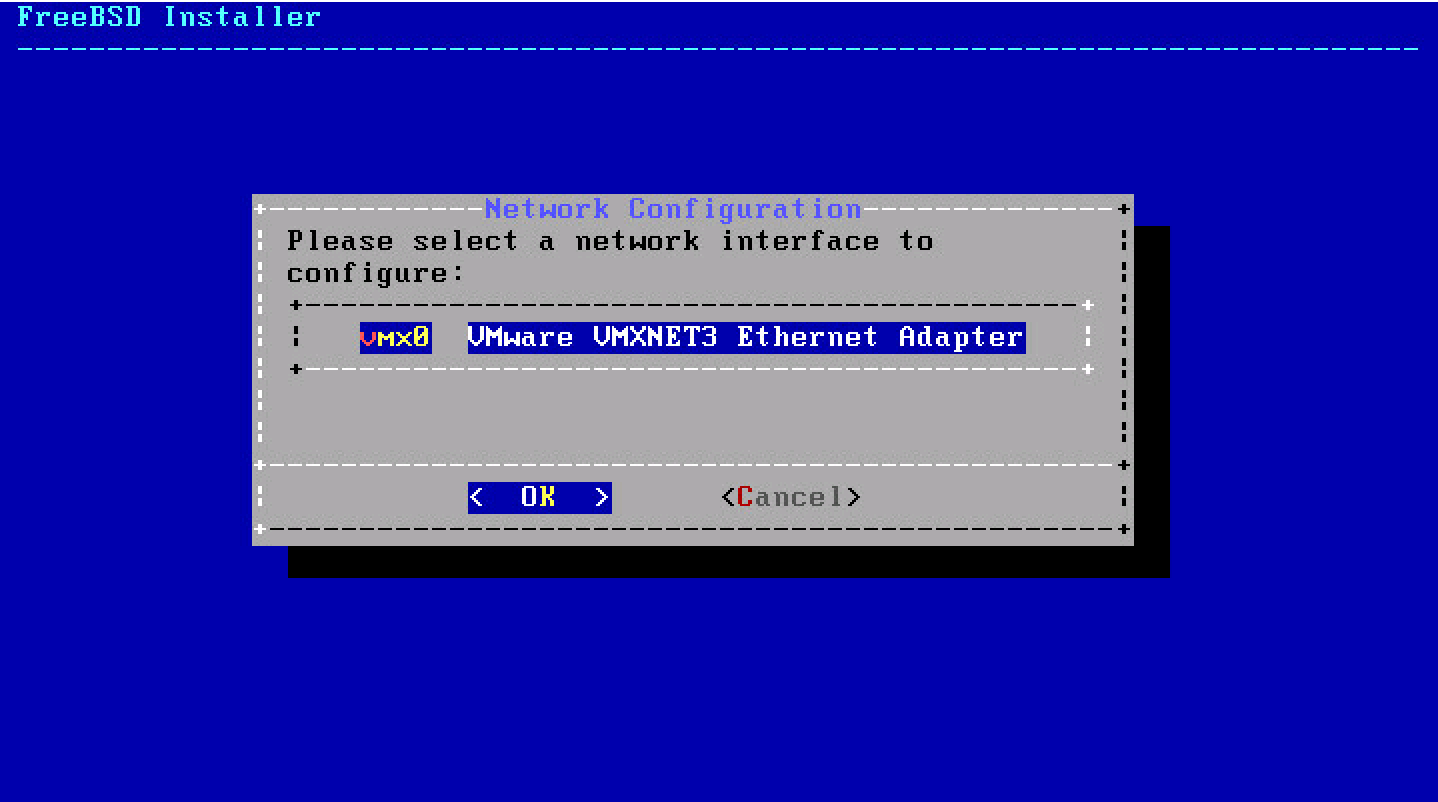 FreeBSD Installer
Network Configuration
Please select a network interface to
configure:
vmx0 VMware VMXNET3 Ethernet Adapter
< OK > <Cancel>